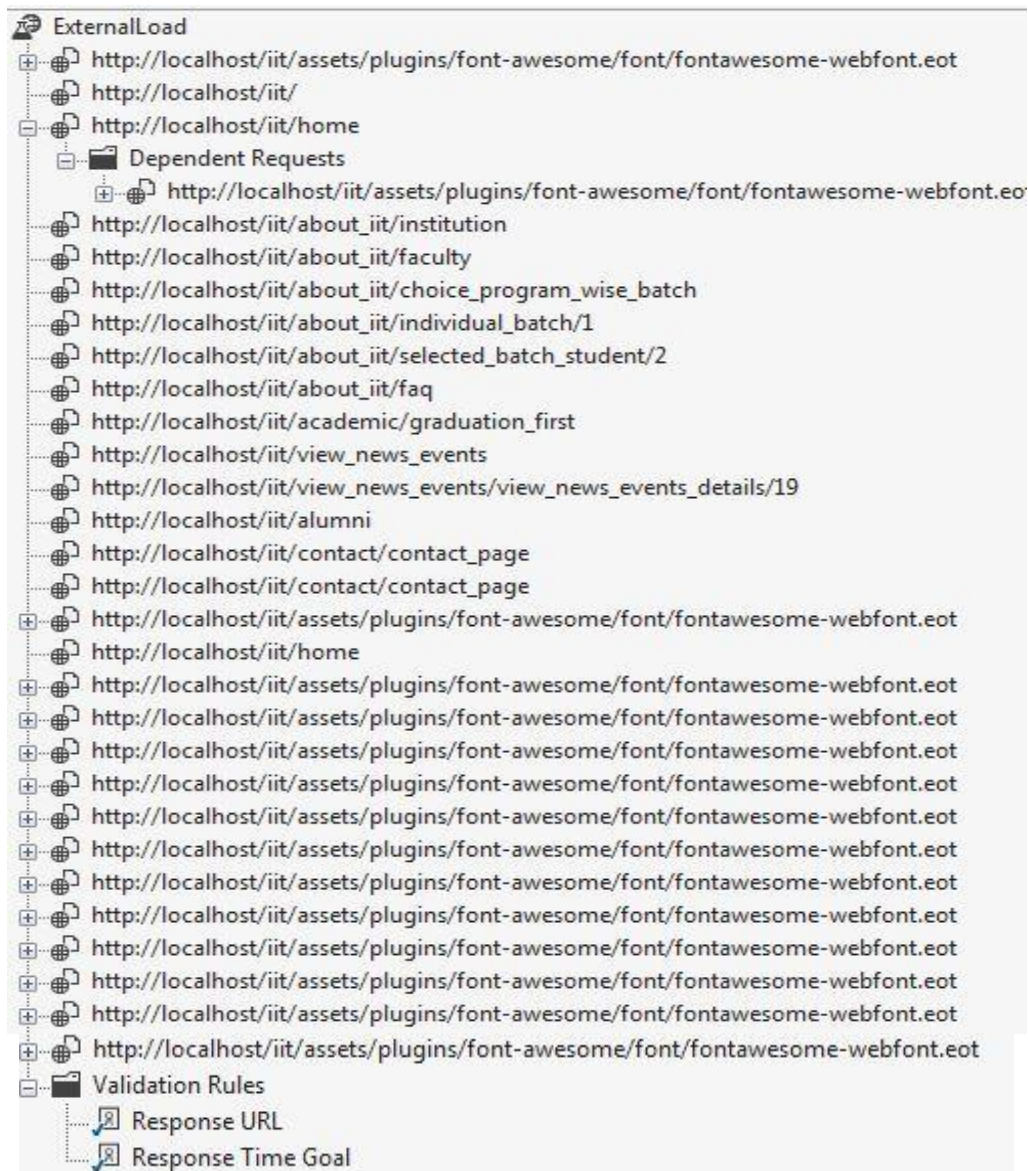 ExternalLoad
http://localhost/iit/assets/plugins/font-awesome/font/fontawesome-webfont.eot
http://localhost/iit/
http://localhost/iit/home
Dependent Requests
http://localhost/iit/assets/plugins/font-awesome/font/fontawesome-webfont.eot
http://localhost/iit/about_iit/institution
http://localhost/iit/about_iit/faculty
http://localhost/iit/about_iit/choice_program_wise_batch
http://localhost/iit/about_iit/individual_batch/1
http://localhost/iit/about_iit/selected_batch_student/2
http://localhost/iit/about_iit/faq
http://localhost/iit/academic/graduation_first
http://localhost/iit/view_news_events
http://localhost/iit/view_news_events/view_news_events_details/19
http://localhost/iit/alumni
http://localhost/iit/contact/contact_page
http://localhost/iit/contact/contact_page
http://localhost/iit/assets/plugins/font-awesome/font/fontawesome-webfont.eot
http://localhost/iit/home
http://localhost/iit/assets/plugins/font-awesome/font/fontawesome-webfont.eot
http://localhost/iit/assets/plugins/font-awesome/font/fontawesome-webfont.eot
http://localhost/iit/assets/plugins/font-awesome/font/fontawesome-webfont.eot
http://localhost/iit/assets/plugins/font-awesome/font/fontawesome-webfont.eot
http://localhost/iit/assets/plugins/font-awesome/font/fontawesome-webfont.eot
http://localhost/iit/assets/plugins/font-awesome/font/fontawesome-webfont.eot
http://localhost/iit/assets/plugins/font-awesome/font/fontawesome-webfont.eot
http://localhost/iit/assets/plugins/font-awesome/font/fontawesome-webfont.eot
http://localhost/iit/assets/plugins/font-awesome/font/fontawesome-webfont.eot
http://localhost/iit/assets/plugins/font-awesome/font/fontawesome-webfont.eot
http://localhost/iit/assets/plugins/font-awesome/font/fontawesome-webfont.eot
http://localhost/iit/assets/plugins/font-awesome/font/fontawesome-webfont.eot
Validation Rules
Response URL
Response Time Goal